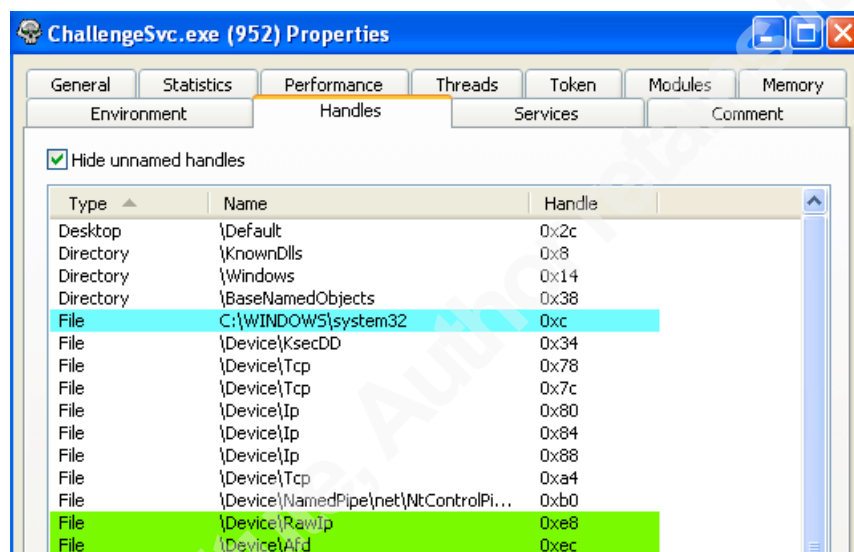 ChallengeSvc.exe (952) Properties
General Statistics Performance Threads Token Modules Memory
Environment Handles Services Comment
Hide unnamed handles
Type Name Handle
Desktop \Default 0x2c
Directory \KnownDlls 0x8
Directory \Windows 0x14
Directory \BaseNamedObjects 0x38
File C:\WINDOWS\system32 0xc
File \Device\KsecDD 0x34
File \Device\Tcp 0x78
File \Device\Tcp 0x7c
File \Device\Ip 0x80
File \Device\Ip 0x84
File \Device\Ip 0x88
File \Device\Tcp 0xa4
File \Device\NamedPipe\net\NtControlPi... 0xb0
File \Device\RawIp 0xe8
File \Device\Afd 0xec